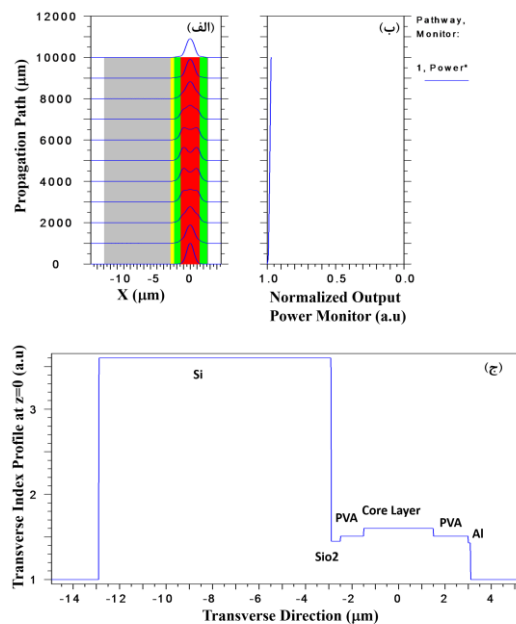 (الف)
12000
10000
8000
6000
4000
2000
0
Propagation Path (µm)
-10
-5
0
X (µm)
(ب)
1.0
0.5
0.0
Normalized Output
Power Monitor (a.u)
Pathway,
Monitor:
1, Power*
(ج)
3
2
1
Transverse Index Profile at z=0 (a.u)
Si
Sio2
PVA
Core Layer
PVA
Al
-14
-12
-10
-8
-6
-4
-2
0
2
4
Transverse Direction (µm)